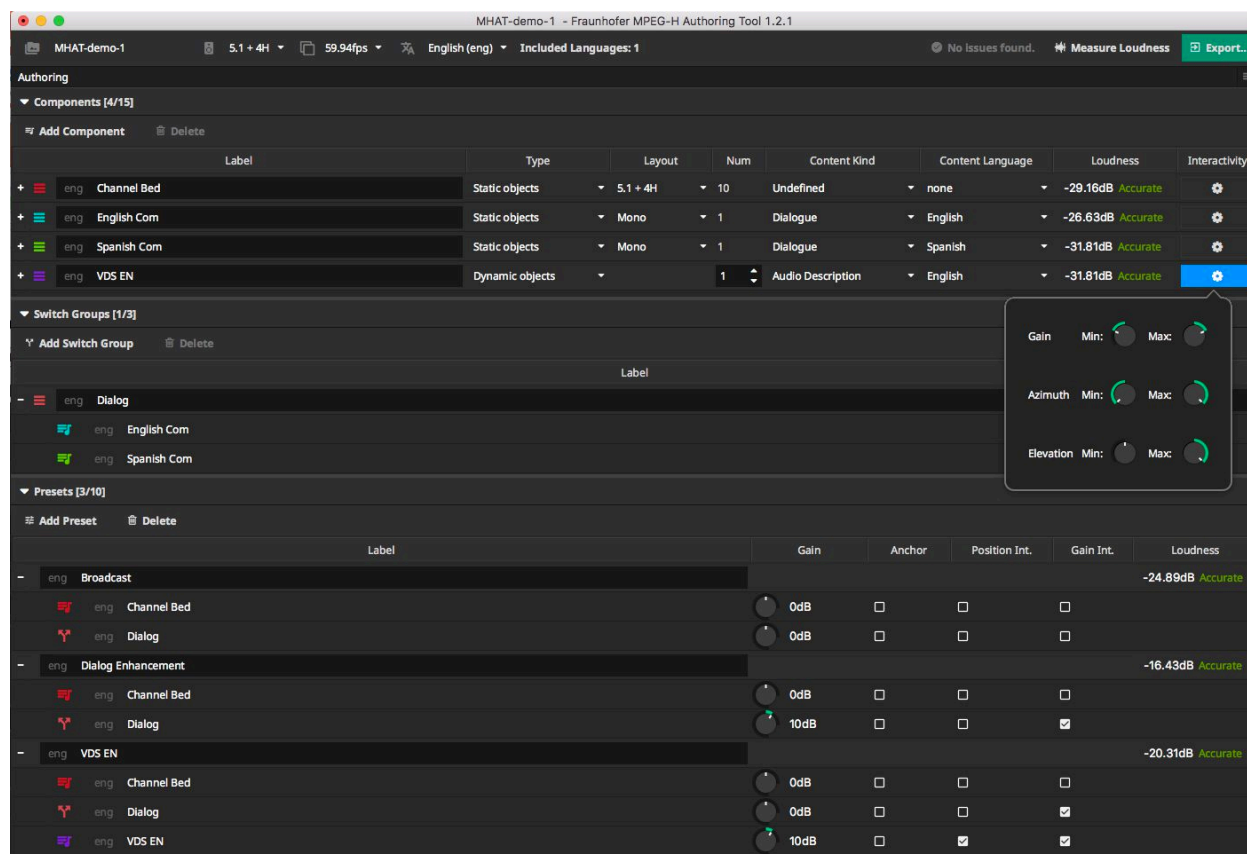 MHAT-demo-1 - Fraunhofer MPEG-H Authoring Tool 1.2.1
MHAT-demo-1 5.1 + 4H 59.94fps English (eng) Included Languages: 1 No issues found. Measure Loudness Export...
Authoring
Components [4/15]
Add Component Delete
Label Type Layout Num Content Kind Content Language Loudness Interactivity
+ eng Channel Bed Static objects 5.1 + 4H 10 Undefined none -29.16dB Accurate
+ eng English Com Static objects Mono 1 Dialogue English -26.63dB Accurate
+ eng Spanish Com Static objects Mono 1 Dialogue Spanish -31.81dB Accurate
+ eng VDS EN Dynamic objects 1 Audio Description English -31.81dB Accurate
Switch Groups [1/3]
Add Switch Group Delete
Label
- eng Dialog
eng English Com
eng Spanish Com
Gain Min: Max:
Azimuth Min: Max:
Elevation Min: Max:
Presets [3/10]
Add Preset Delete
Label Gain Anchor Position Int. Gain Int. Loudness
- eng Broadcast -24.89dB Accurate
eng Channel Bed 0dB
eng Dialog 0dB
- eng Dialog Enhancement -16.43dB Accurate
eng Channel Bed 0dB
eng Dialog 10dB
- eng VDS EN -20.31dB Accurate
eng Channel Bed 0dB
eng Dialog 0dB
eng VDS EN 10dB